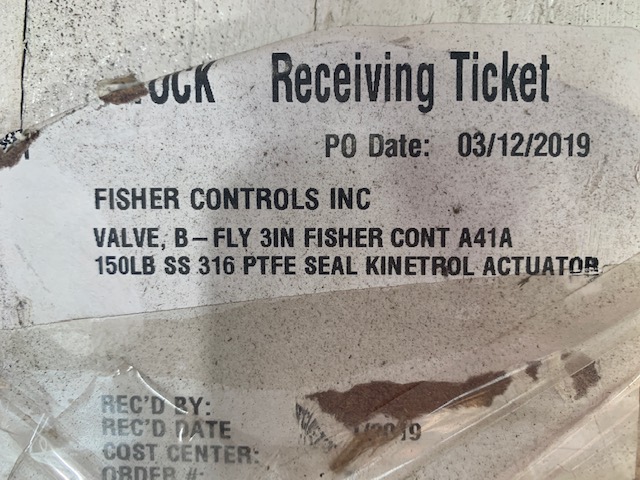 Receiving Ticket
PO Date: 03/12/2019
FISHER CONTROLS INC
VALVE, B-FLY 3IN FISHER CONT A41A
150LB SS 316 PTFE SEAL KINETROL ACTUATOR
REC'D BY:
REC'D DATE
COST CENTER:
ORDER #: